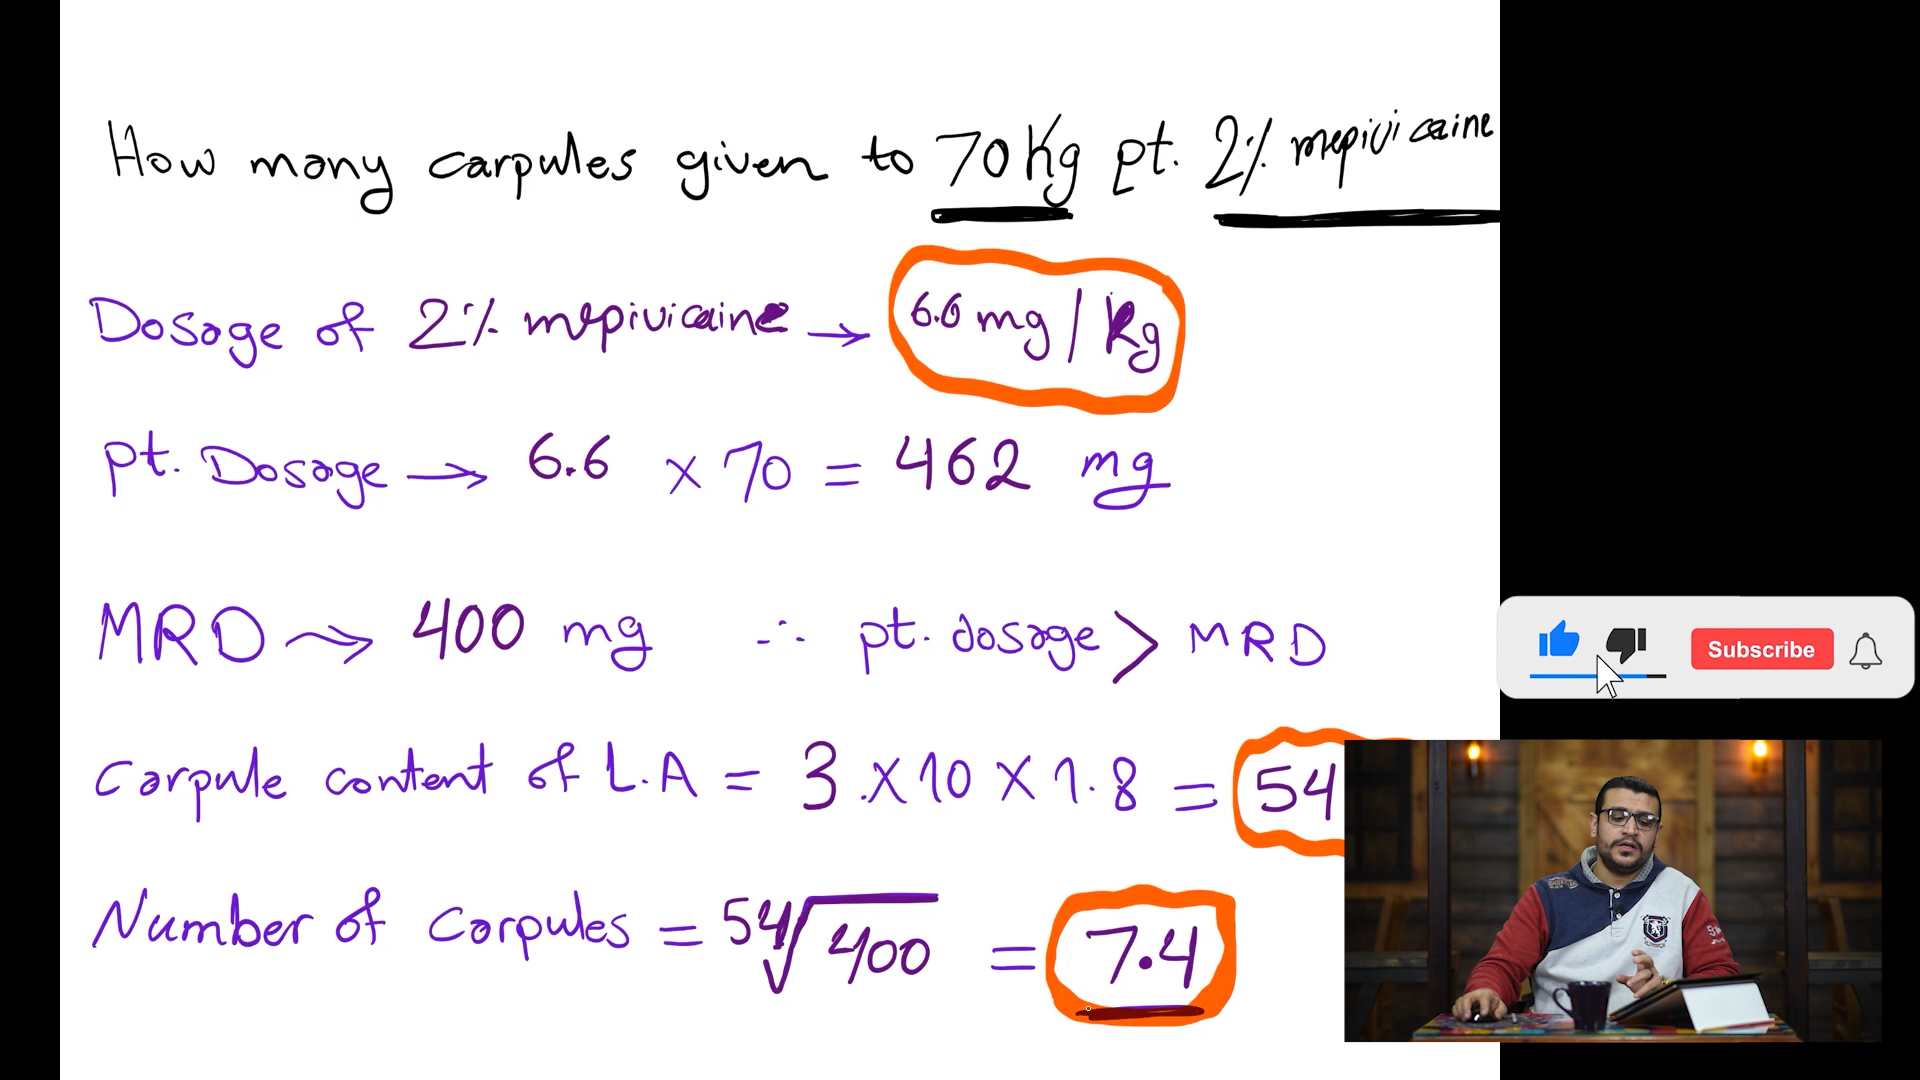 How many carpules given to 70 Kg pt. 2% mepivicaine
Dosage of 2% mepivicaine → 6.6 mg / Kg
pt. Dosage → 6.6 × 70 = 462 mg
MRD → 400 mg ∴ pt. dosage > MRD
Subscribe
Carpule content of L.A = 3 × 10 × 1.8 = 54
Number of carpules = 54√400 = 7.4